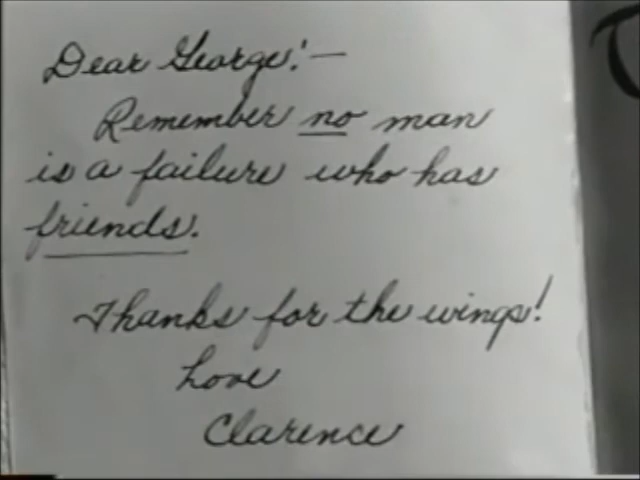 Dear George:—
Remember no man
is a failure who has
friends.
Thanks for the wings!
Love
Clarence